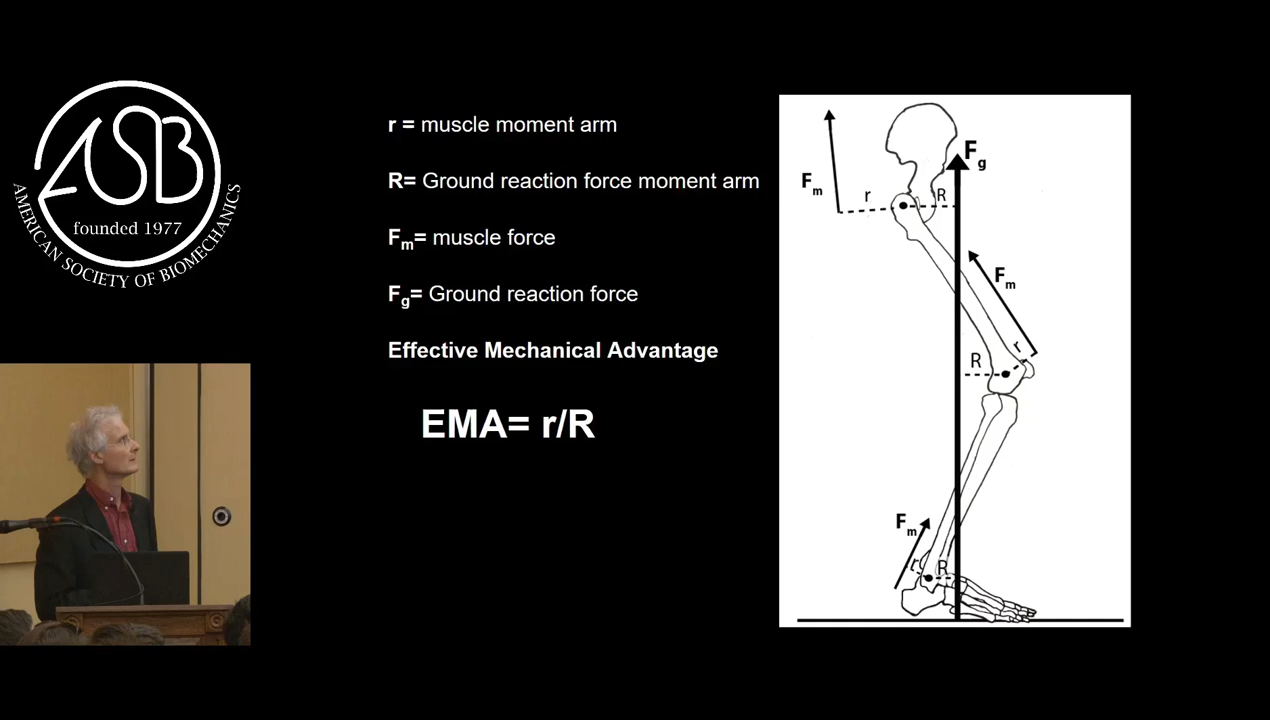 ASB
founded 1977
AMERICAN SOCIETY OF BIOMECHANICS
r = muscle moment arm
R= Ground reaction force moment arm
Fm= muscle force
Fg= Ground reaction force
Effective Mechanical Advantage
EMA= r/R
Fg
Fm
r
R
Fm
r
R
Fm
r
R